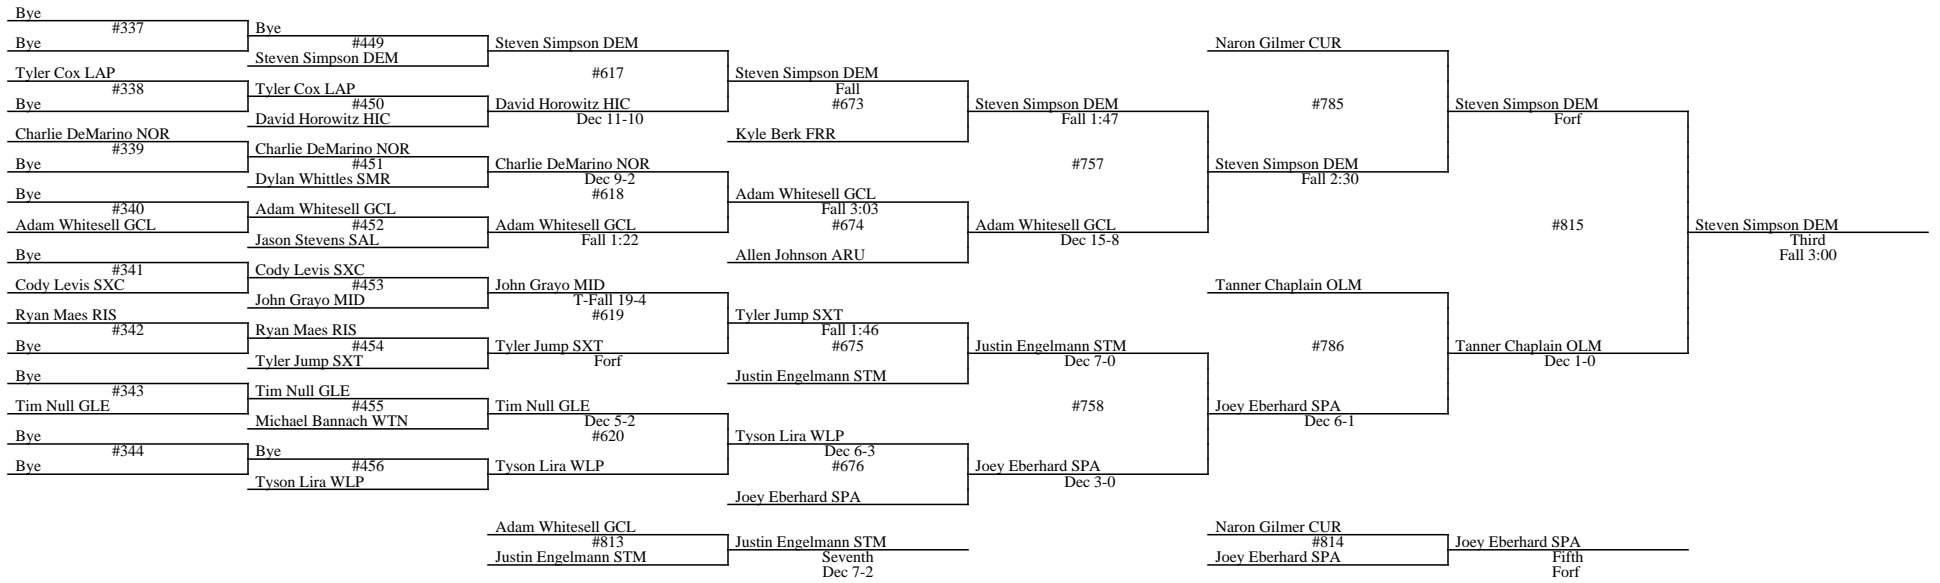 Bye
#337
Bye
Tyler Cox LAP
#338
Bye
Charlie DeMarino NOR
#339
Bye
Bye
#340
Adam Whitesell GCL
Bye
#341
Cody Levis SXC
Ryan Maes RIS
#342
Bye
Bye
#343
Tim Null GLE
Bye
#344
Bye
Bye
#449
Steven Simpson DEM
Tyler Cox LAP
#450
David Horowitz HIC
Charlie DeMarino NOR
#451
Dylan Whittles SMR
Adam Whitesell GCL
#452
Jason Stevens SAL
Cody Levis SXC
#453
John Grayo MID
Ryan Maes RIS
#454
Tyler Jump SXT
Tim Null GLE
#455
Michael Bannach WTN
Bye
#456
Tyson Lira WLP
Steven Simpson DEM
#617
David Horowitz HIC
Dec 11-10
Charlie DeMarino NOR
Dec 9-2
#618
Adam Whitesell GCL
Fall 1:22
John Grayo MID
T-Fall 19-4
#619
Tyler Jump SXT
Forf
Tim Null GLE
Dec 5-2
#620
Tyson Lira WLP
Steven Simpson DEM
Fall
#673
Kyle Berk FRR
Adam Whitesell GCL
Fall 3:03
#674
Allen Johnson ARU
Tyler Jump SXT
Fall 1:46
#675
Justin Engelmann STM
Tyson Lira WLP
Dec 6-3
#676
Joey Eberhard SPA
Steven Simpson DEM
Fall 1:47
#757
Adam Whitesell GCL
Dec 15-8
Justin Engelmann STM
Dec 7-0
#758
Joey Eberhard SPA
Dec 3-0
Naron Gilmer CUR
#785
Steven Simpson DEM
Fall 2:30
Tanner Chaplain OLM
#786
Joey Eberhard SPA
Dec 6-1
Steven Simpson DEM
Forf
#815
Tanner Chaplain OLM
Dec 1-0
Steven Simpson DEM
Third
Fall 3:00
Adam Whitesell GCL
#813
Justin Engelmann STM
Justin Engelmann STM
Seventh
Dec 7-2
Naron Gilmer CUR
#814
Joey Eberhard SPA
Joey Eberhard SPA
Fifth
Forf